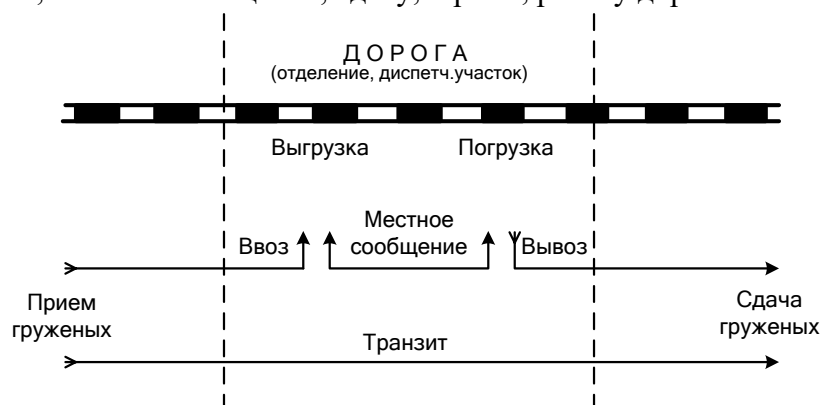 ДОРОГА
(отделение, диспетч.участок)
Выгрузка Погрузка
Ввоз Местное сообщение Вывоз
Прием груженых
Сдача груженых
Транзит